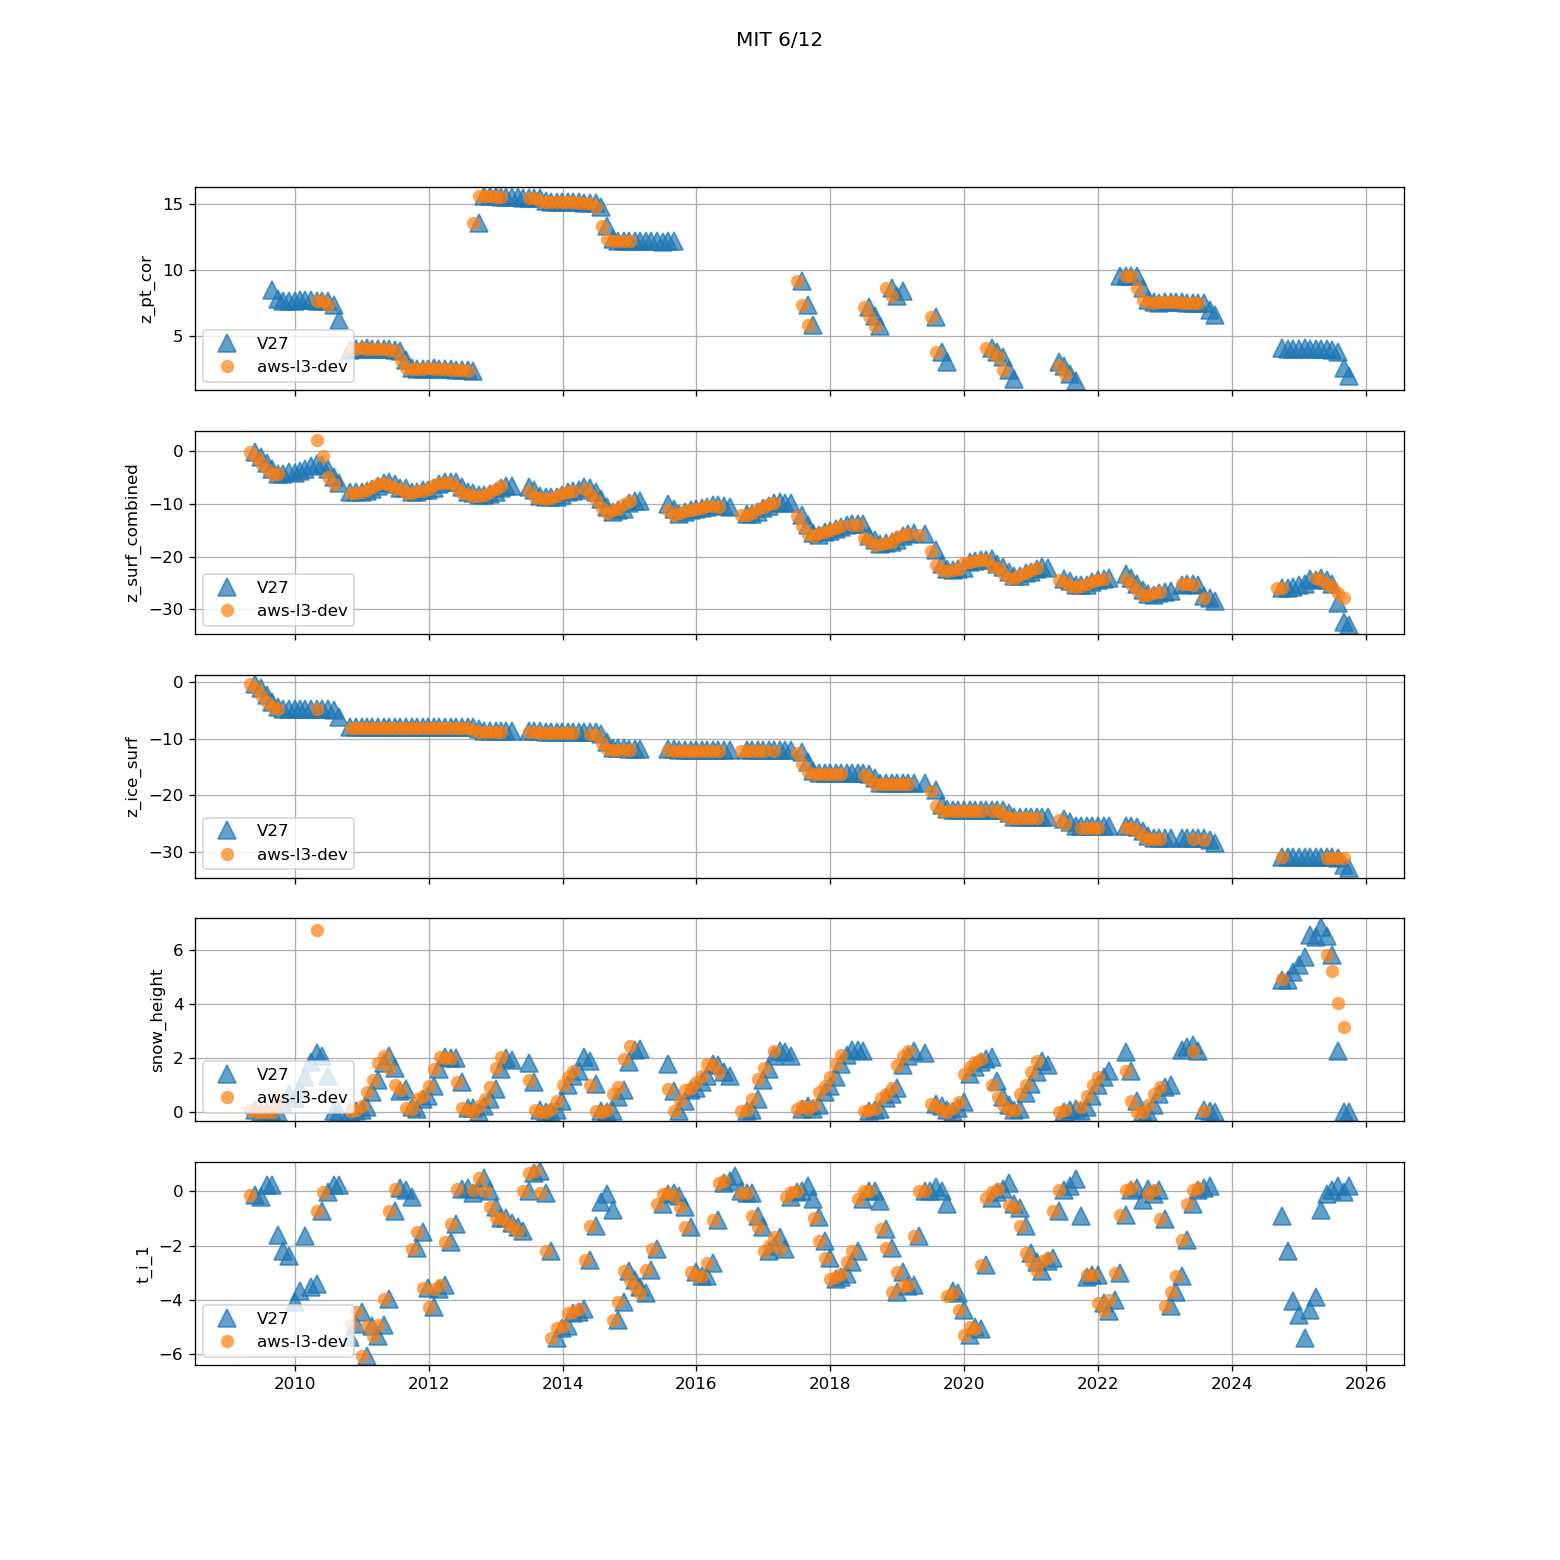 MIT 6/12
15
10
5
z_pt_cor
V27
aws-l3-dev
0
−10
−20
−30
z_surf_combined
V27
aws-l3-dev
0
−10
−20
−30
z_ice_surf
V27
aws-l3-dev
6
4
2
0
snow_height
V27
aws-l3-dev
0
−2
−4
−6
t_i_1
V27
aws-l3-dev
2010 2012 2014 2016 2018 2020 2022 2024 2026